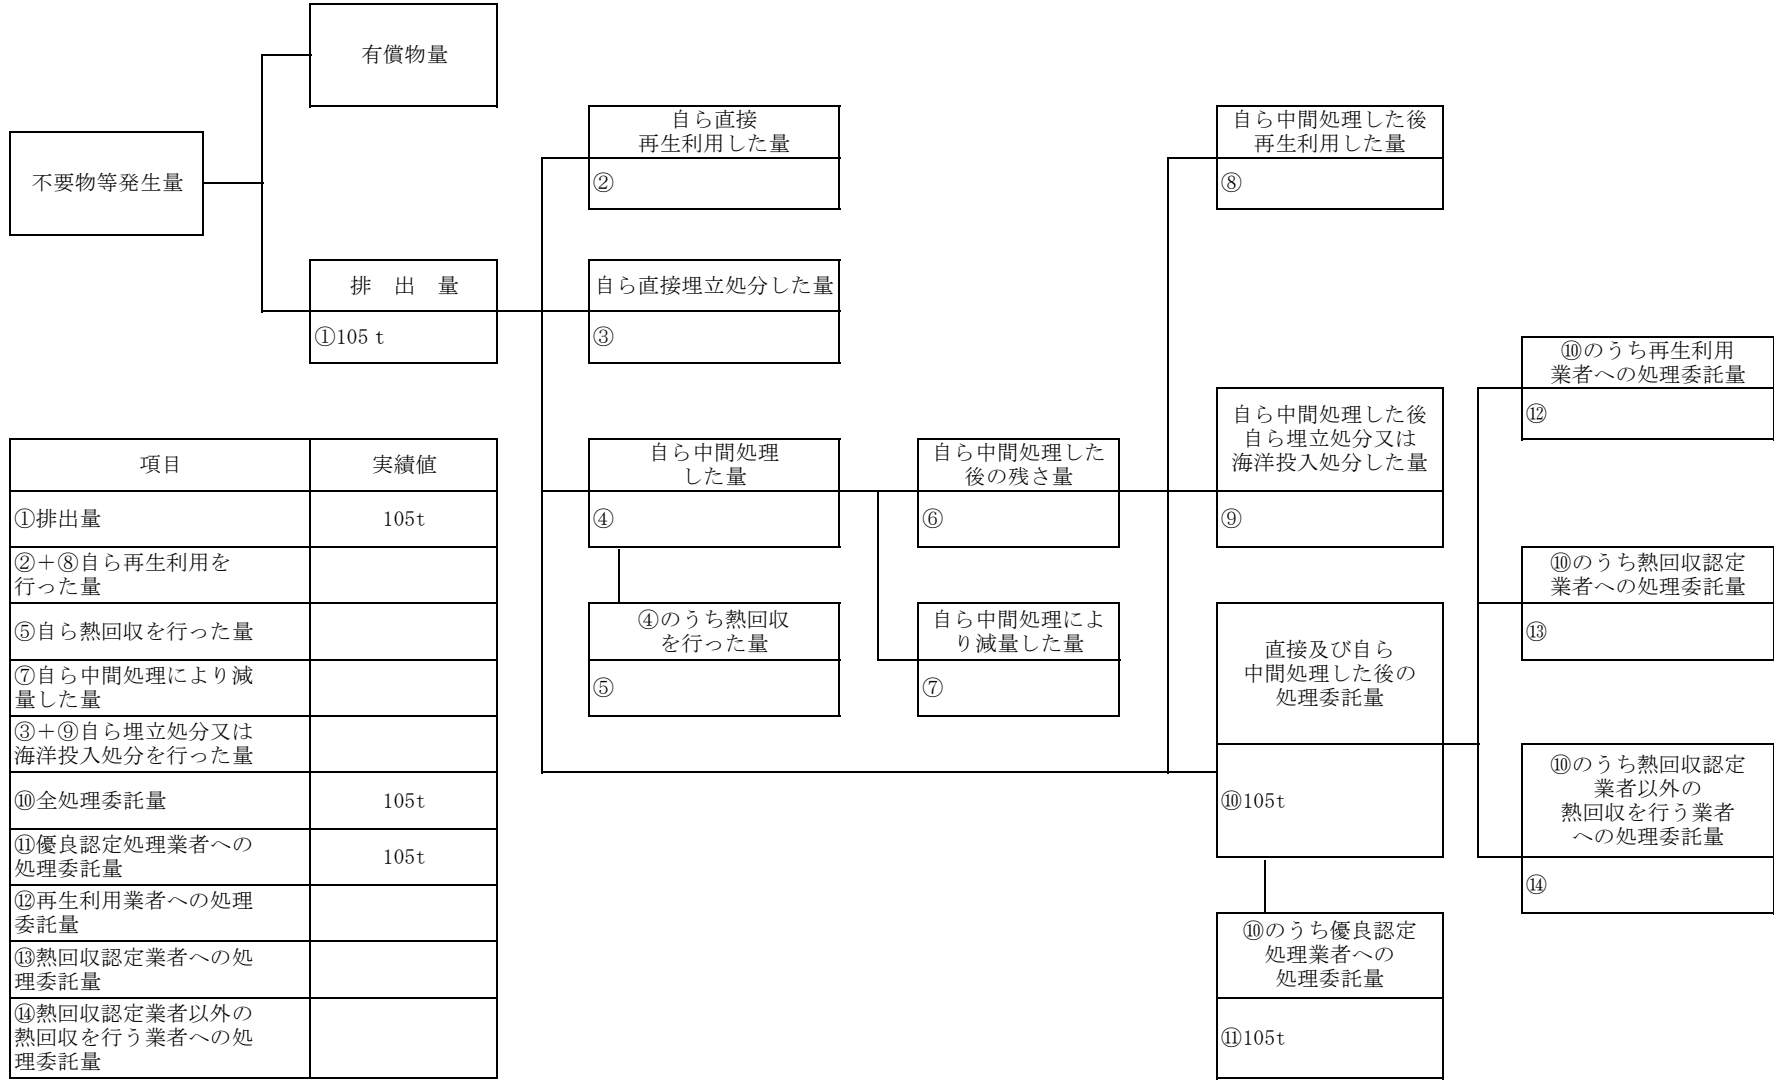 有償物量
不要物等発生量
排 出 量
①105 t
自ら直接
再生利用した量
②
自ら直接埋立処分した量
③
自ら中間処理
した量
④
④のうち熱回収
を行った量
⑤
自ら中間処理した
後の残さ量
⑥
自ら中間処理によ
り減量した量
⑦
自ら中間処理した後
再生利用した量
⑧
自ら中間処理した後
自ら埋立処分又は
海洋投入処分した量
⑨
直接及び自ら
中間処理した後の
処理委託量
⑩105t
⑩のうち優良認定
処理業者への
処理委託量
⑪105t
⑩のうち再生利用
業者への処理委託量
⑫
⑩のうち熱回収認定
業者への処理委託量
⑬
⑩のうち熱回収認定
業者以外の
熱回収を行う業者
への処理委託量
⑭
項目 実績値
①排出量 105t
②＋⑧自ら再生利用を
行った量
⑤自ら熱回収を行った量
⑦自ら中間処理により減
量した量
③＋⑨自ら埋立処分又は
海洋投入処分を行った量
⑩全処理委託量 105t
⑪優良認定処理業者への
処理委託量 105t
⑫再生利用業者への処理
委託量
⑬熱回収認定業者への処
理委託量
⑭熱回収認定業者以外の
熱回収を行う業者への処
理委託量